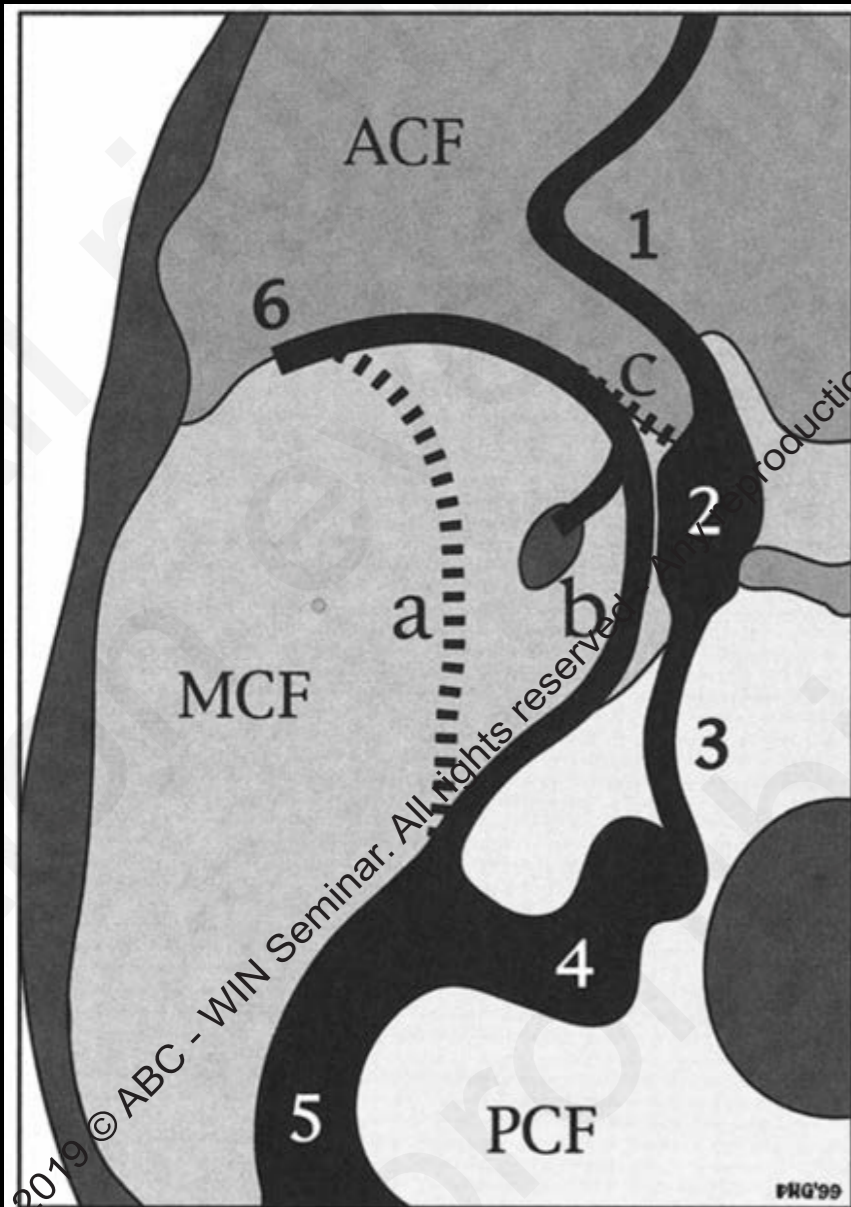 ACF
1
6
C
2
a
b
MCF
3
4
5
PCF
2019 © ABC - WIN Seminar. All rights reserved. Any reproduction
PHG'99